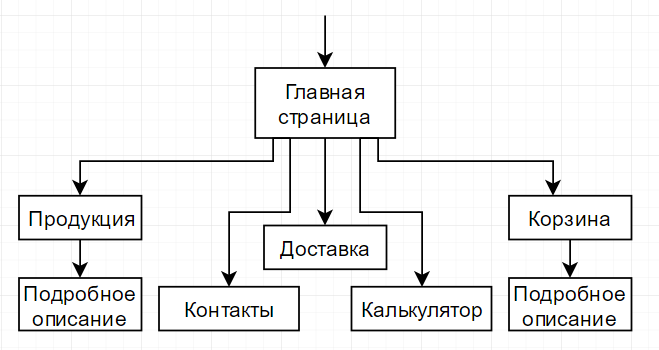 Главная
страница
Продукция
Доставка
Корзина
Подробное
описание
Контакты
Калькулятор
Подробное
описание